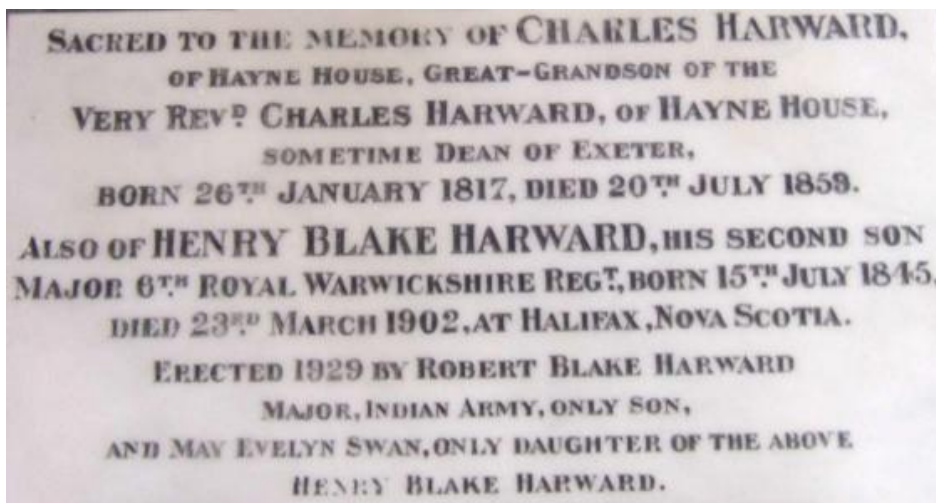 SACRED TO THE MEMORY OF CHARLES HARWARD,
OF HAYNE HOUSE, GREAT-GRANDSON OF THE
VERY REVD. CHARLES HARWARD, OF HAYNE HOUSE,
SOMETIME DEAN OF EXETER,
BORN 26TH. JANUARY 1817, DIED 20TH. JULY 1859.
ALSO OF HENRY BLAKE HARWARD, HIS SECOND SON
MAJOR 6TH. ROYAL WARWICKSHIRE REGT., BORN 15TH. JULY 1845,
DIED 23RD. MARCH 1902, AT HALIFAX, NOVA SCOTIA.
ERECTED 1929 BY ROBERT BLAKE HARWARD
MAJOR, INDIAN ARMY, ONLY SON,
AND MAY EVELYN SWAN, ONLY DAUGHTER OF THE ABOVE
HENRY BLAKE HARWARD.